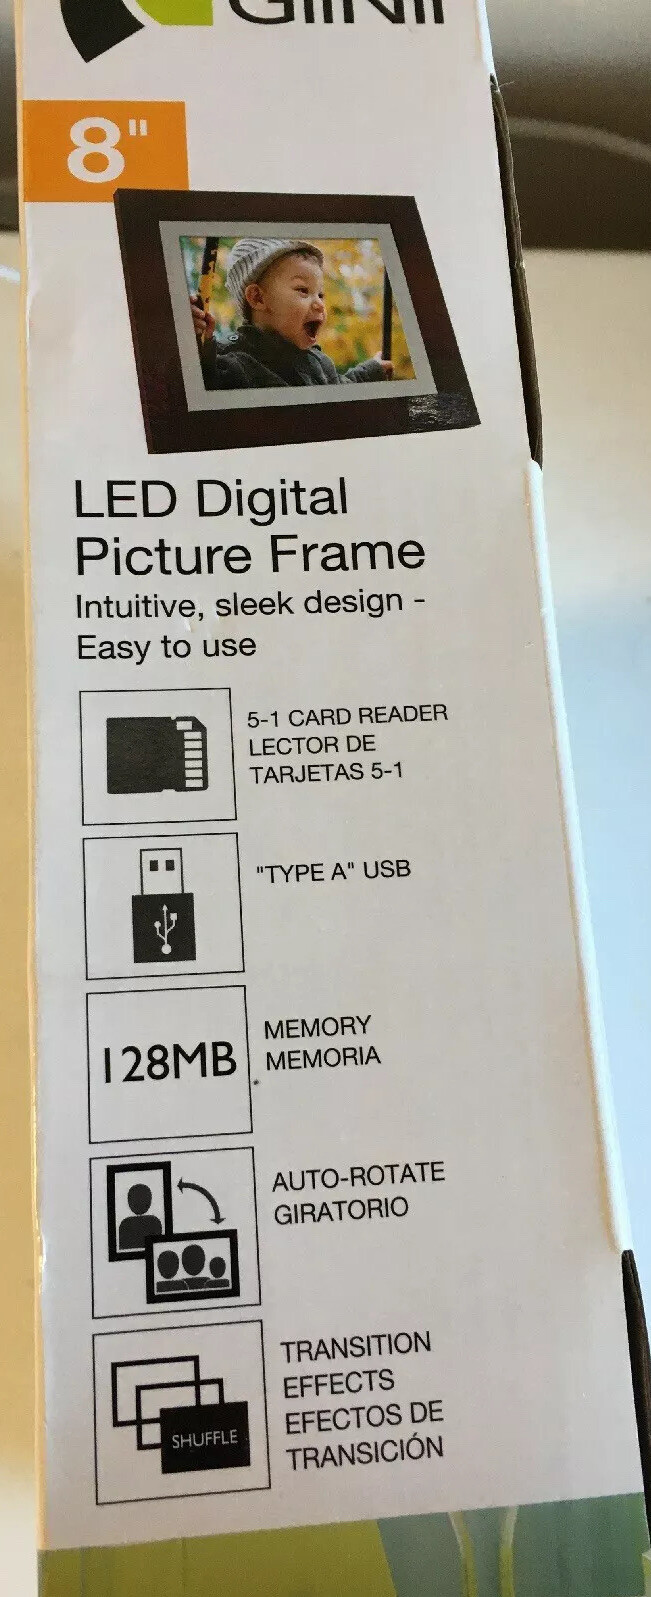 GiiNii
8"
LED Digital
Picture Frame
Intuitive, sleek design -
Easy to use
5-1 CARD READER
LECTOR DE
TARJETAS 5-1
"TYPE A" USB
128MB
MEMORY
MEMORIA
AUTO-ROTATE
GIRATORIO
SHUFFLE
TRANSITION
EFFECTS
EFECTOS DE
TRANSICIÓN